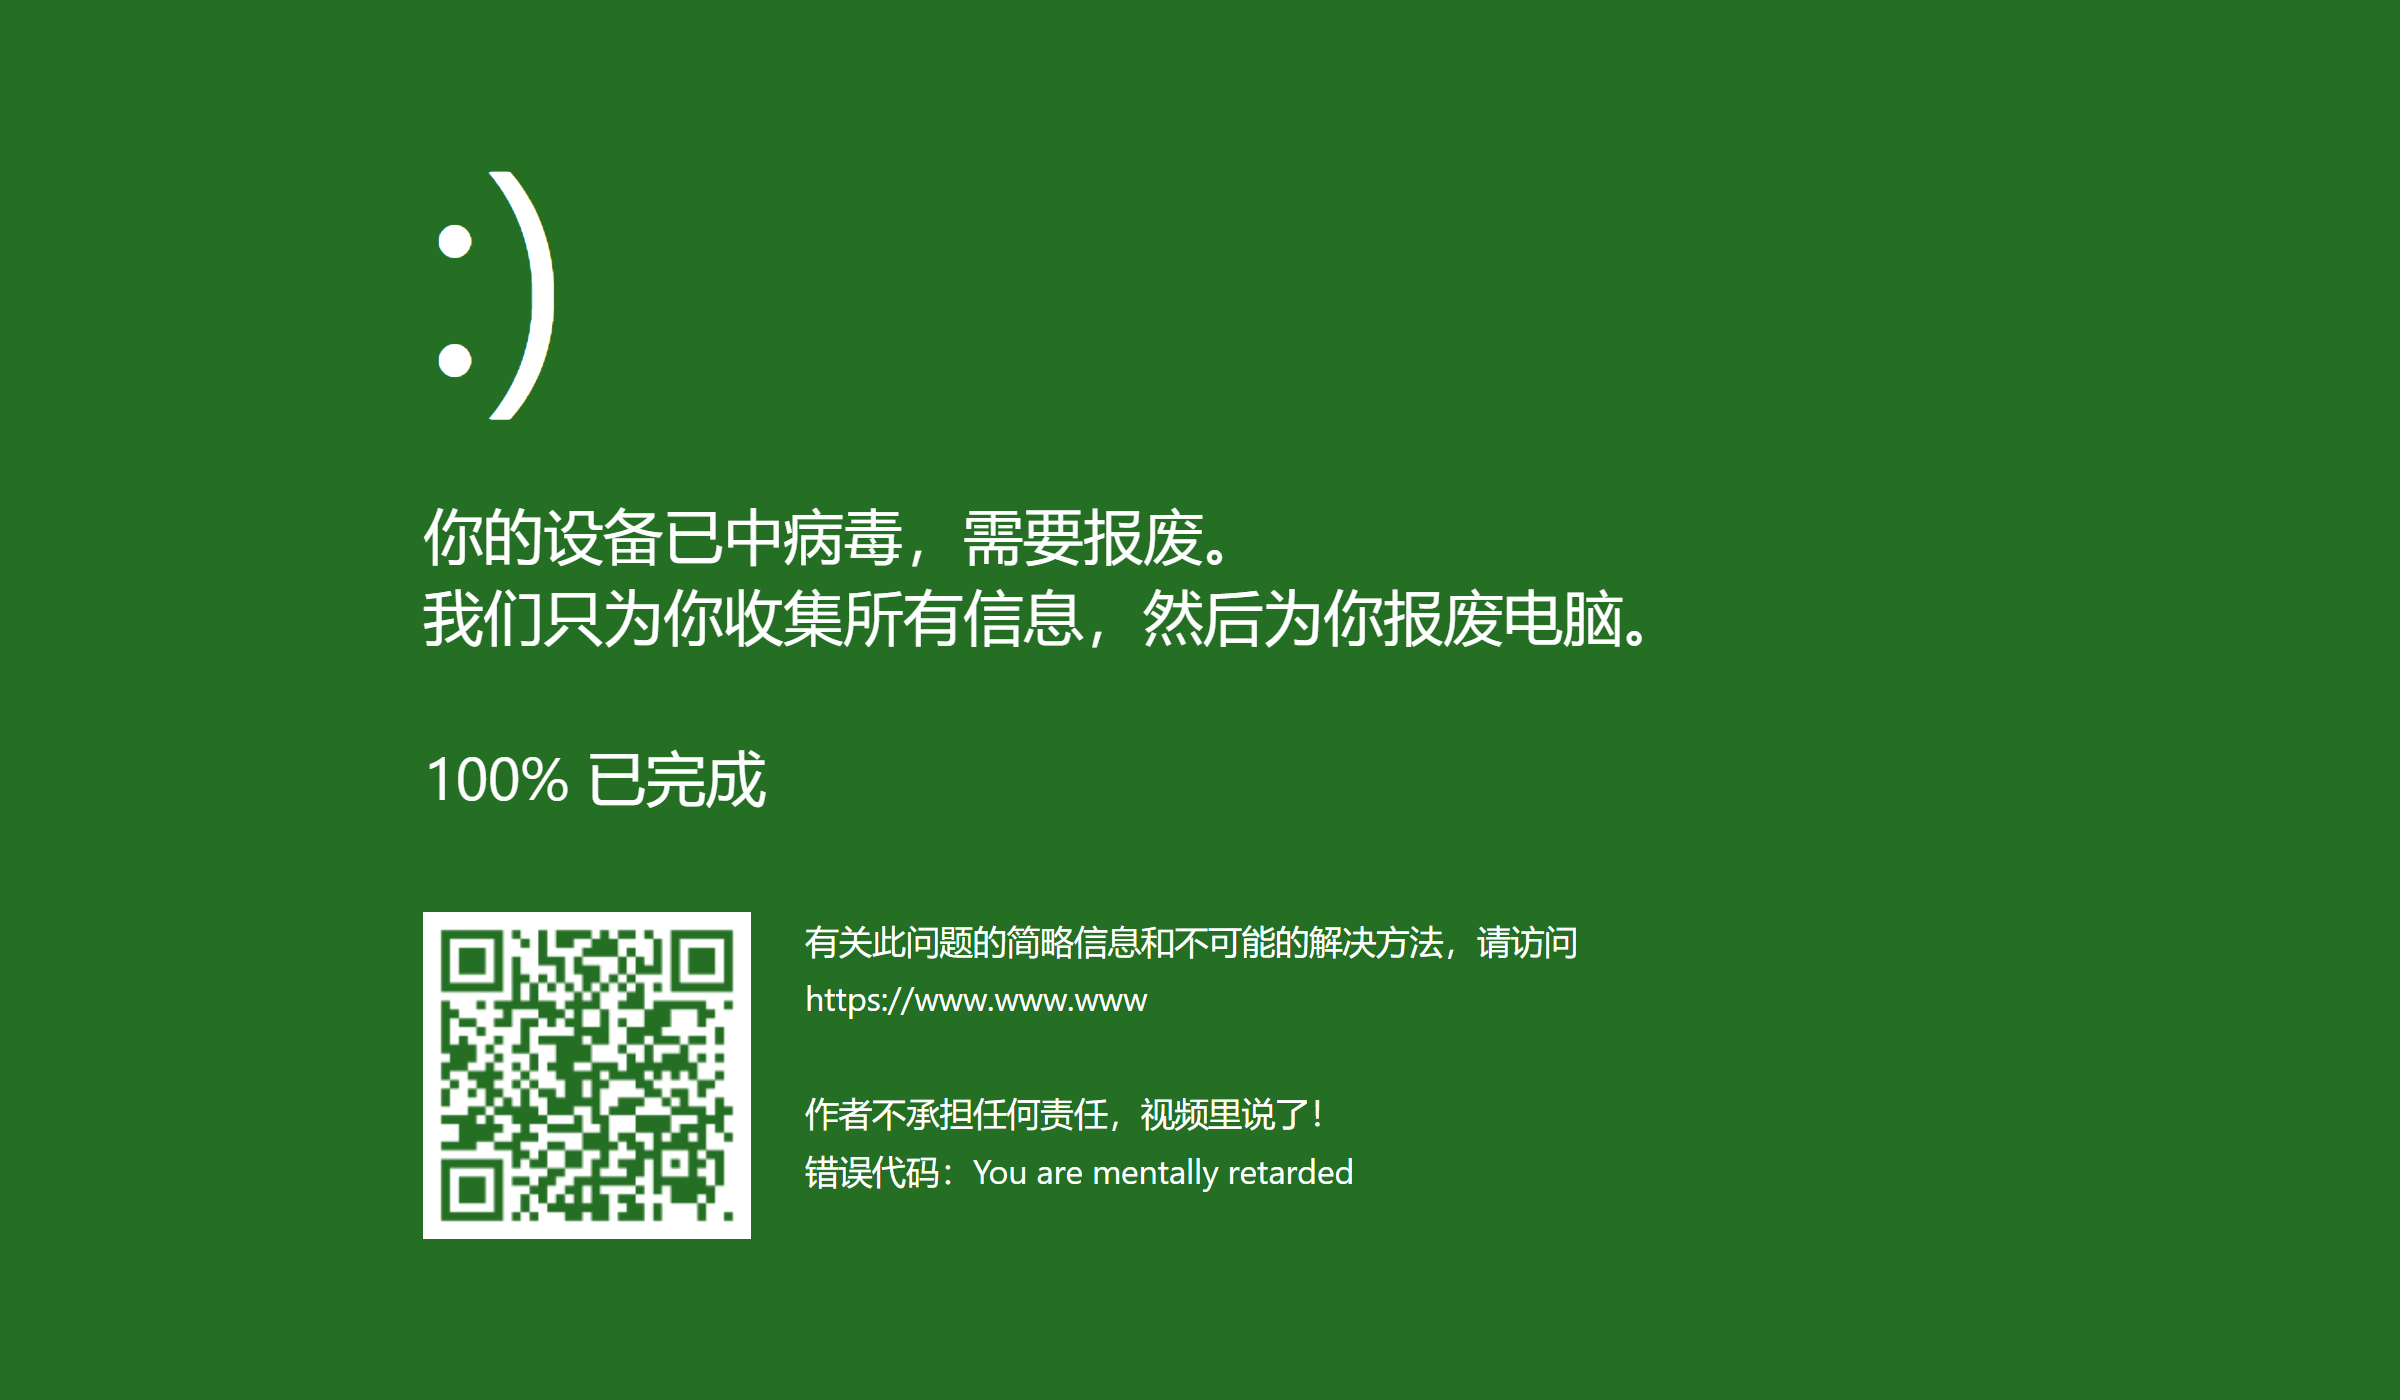 :)
你的设备已中病毒，需要报废。
我们只为你收集所有信息，然后为你报废电脑。
100% 已完成
有关此问题的简略信息和不可能的解决方法，请访问
https://www.www.www
作者不承担任何责任，视频里说了！
错误代码：You are mentally retarded